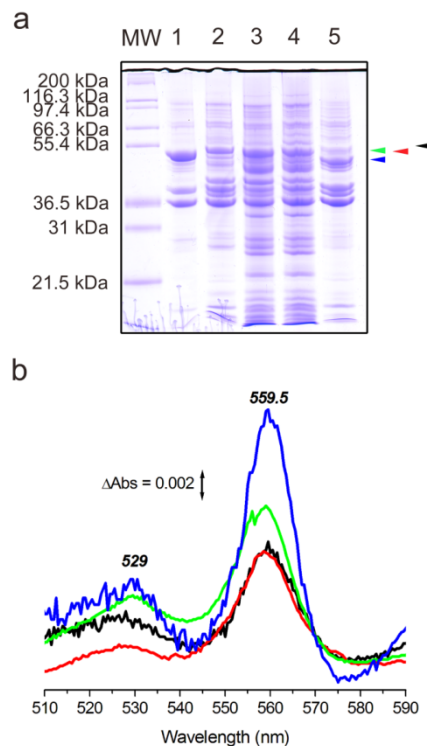 a
MW 1 2 3 4 5
200 kDa
116.3 kDa
97.4 kDa
66.3 kDa
55.4 kDa
36.5 kDa
31 kDa
21.5 kDa
b
559.5
ΔAbs = 0.002
529
510 520 530 540 550 560 570 580 590
Wavelength (nm)